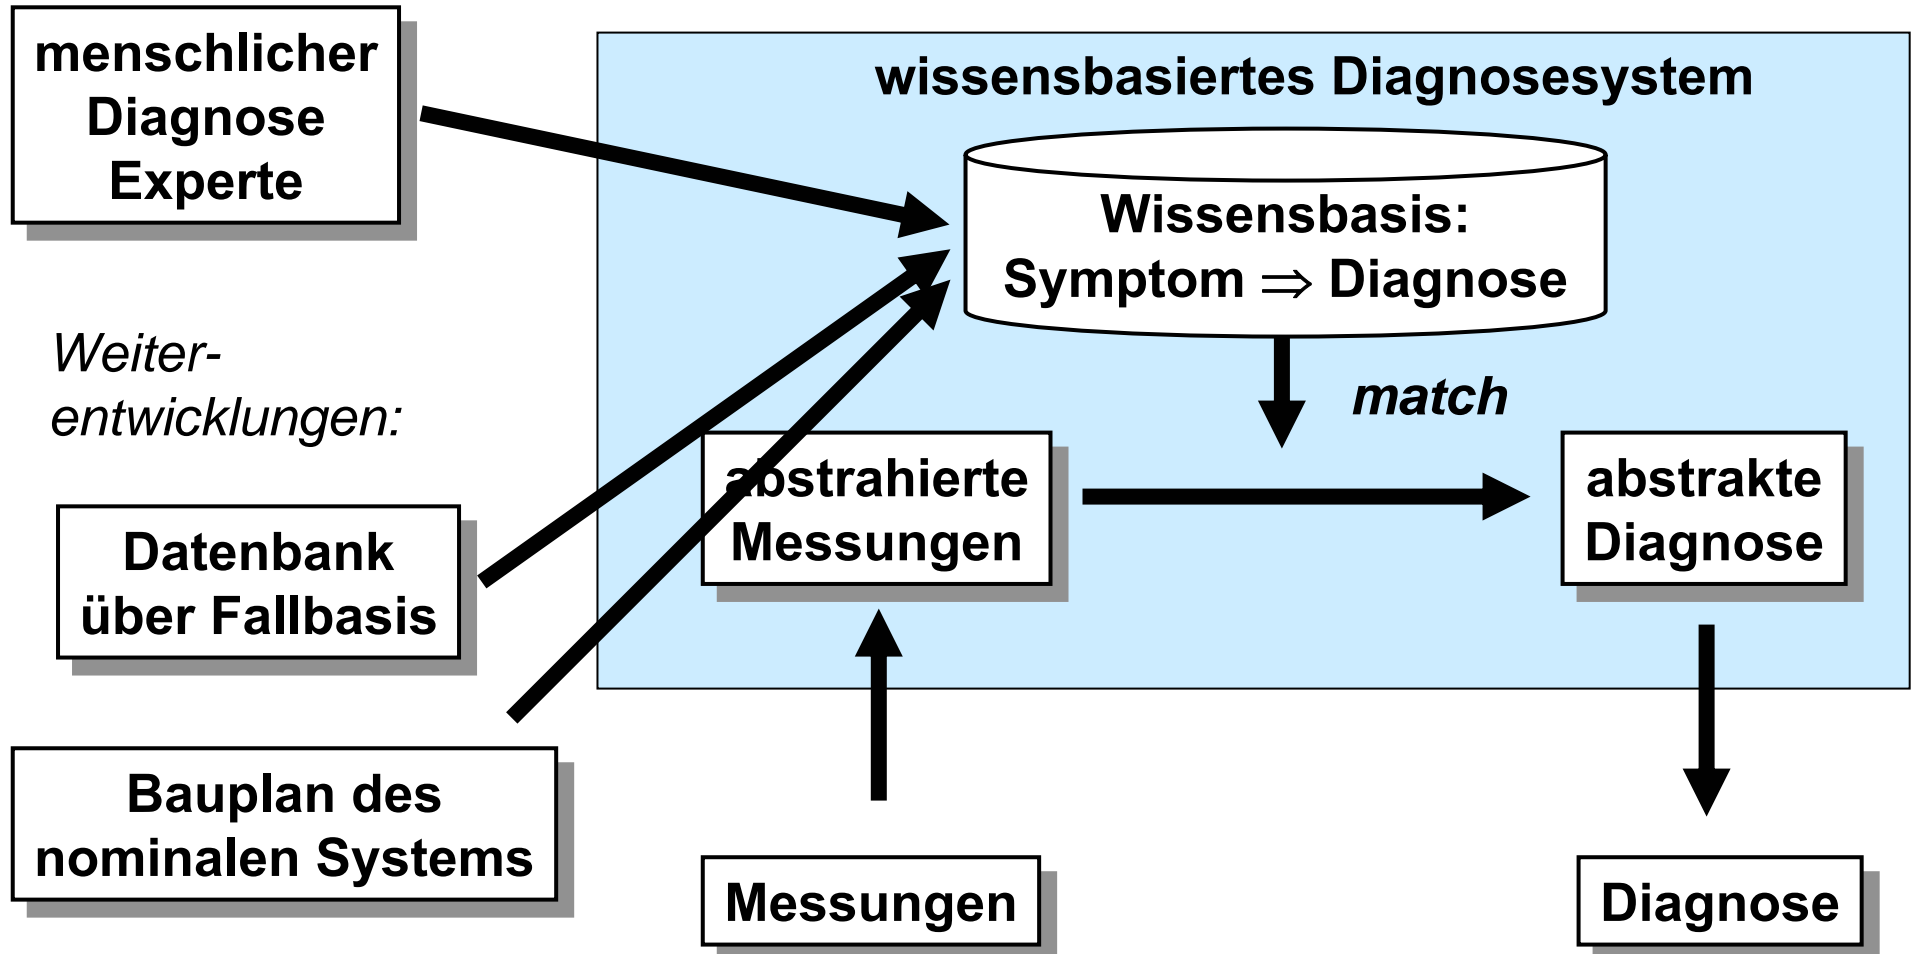 menschlicher
Diagnose
Experte
wissensbasiertes Diagnosesystem
Wissensbasis:
Symptom ⇒ Diagnose
Weiter-
entwicklungen:
match
abstrahierte
Messungen
abstrakte
Diagnose
Datenbank
über Fallbasis
Bauplan des
nominalen Systems
Messungen
Diagnose